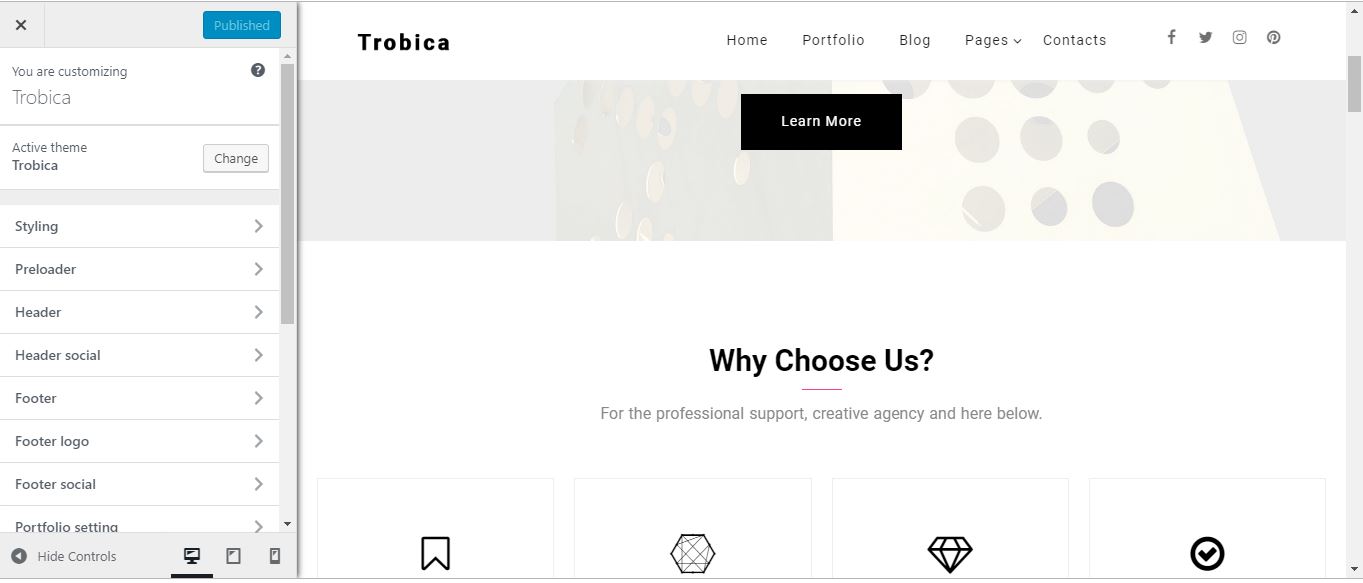 Published
You are customizing
Trobica
Active theme
Trobica
Change
Styling
Preloader
Header
Header social
Footer
Footer logo
Footer social
Portfolio setting
Hide Controls
Trobica
Home Portfolio Blog Pages Contacts
Learn More
Why Choose Us?
For the professional support, creative agency and here below.